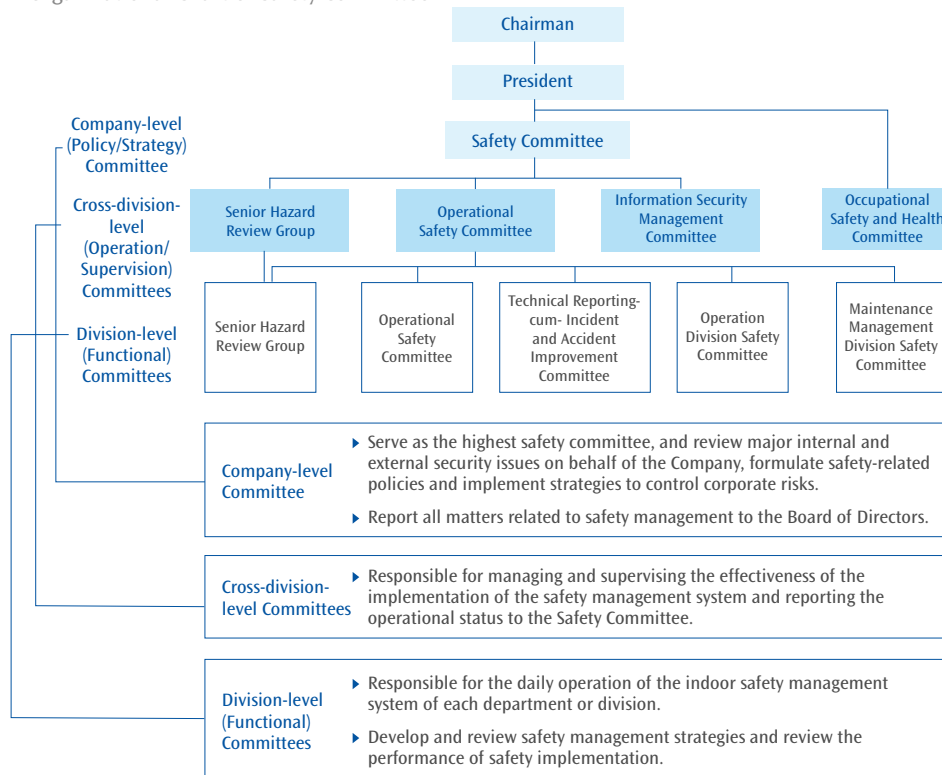 Chairman
President
Safety Committee
Company-level
(Policy/Strategy)
Committee
Cross-division-
level
(Operation/
Supervision)
Committees
Division-level
(Functional)
Committees
Senior Hazard
Review Group
Operational
Safety Committee
Information Security
Management
Committee
Occupational
Safety and Health
Committee
Senior Hazard
Review Group
Operational
Safety
Committee
Technical Reporting-
cum- Incident
and Accident
Improvement
Committee
Operation
Division Safety
Committee
Maintenance
Management
Division Safety
Committee
Company-level
Committee
▶ Serve as the highest safety committee, and review major internal and
external security issues on behalf of the Company, formulate safety-related
policies and implement strategies to control corporate risks.
▶ Report all matters related to safety management to the Board of Directors.
Cross-division-
level Committees
▶ Responsible for managing and supervising the effectiveness of the
implementation of the safety management system and reporting the
operational status to the Safety Committee.
Division-level
(Functional)
Committees
▶ Responsible for the daily operation of the indoor safety management
system of each department or division.
▶ Develop and review safety management strategies and review the
performance of safety implementation.